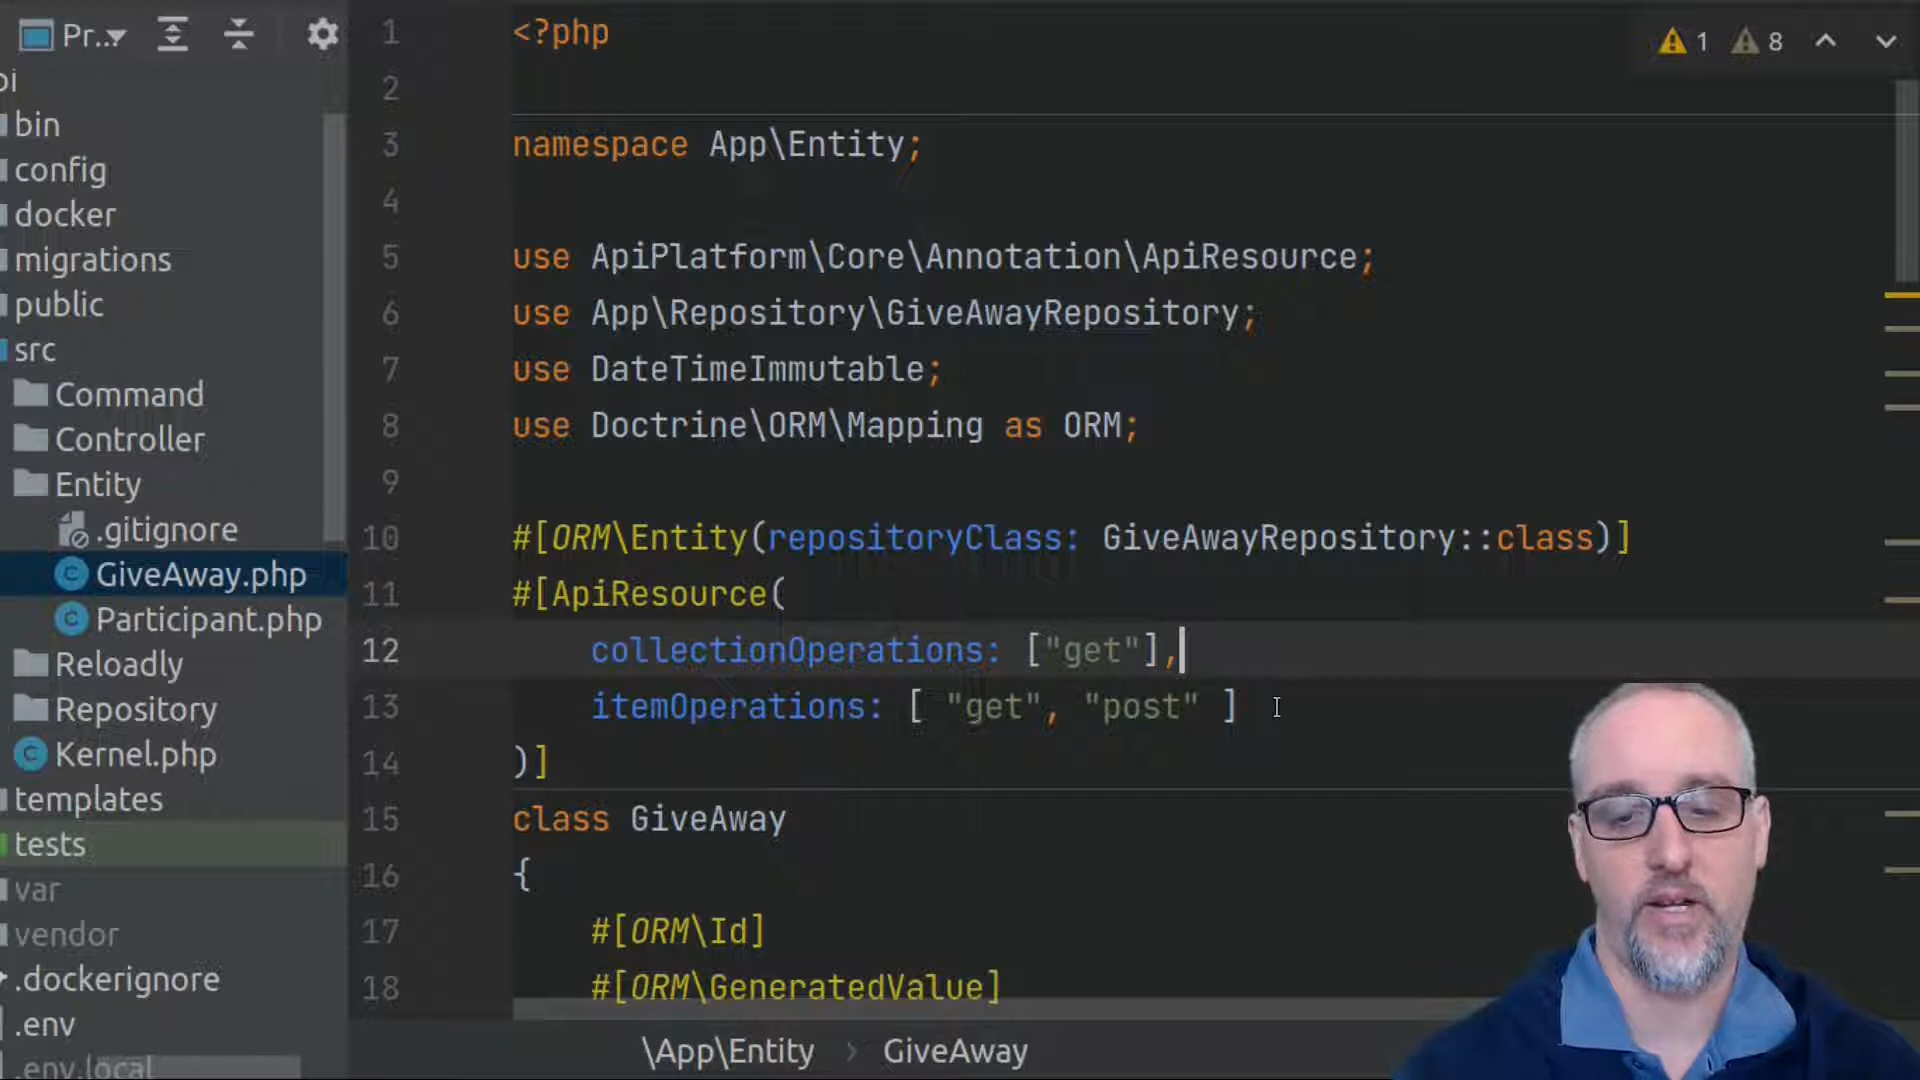 Pr...
1 8
pi
bin
config
docker
migrations
public
src
Command
Controller
Entity
.gitignore
GiveAway.php
Participant.php
Reloadly
Repository
Kernel.php
templates
tests
var
vendor
.dockerignore
.env
.env.local
1 <?php
2
3 namespace App\Entity;
4
5 use ApiPlatform\Core\Annotation\ApiResource;
6 use App\Repository\GiveAwayRepository;
7 use DateTimeImmutable;
8 use Doctrine\ORM\Mapping as ORM;
9
10 #[ORM\Entity(repositoryClass: GiveAwayRepository::class)]
11 #[ApiResource(
12 collectionOperations: ["get"],
13 itemOperations: [ "get", "post" ]
14 )]
15 class GiveAway
16 {
17 #[ORM\Id]
18 #[ORM\GeneratedValue]
\App\Entity › GiveAway